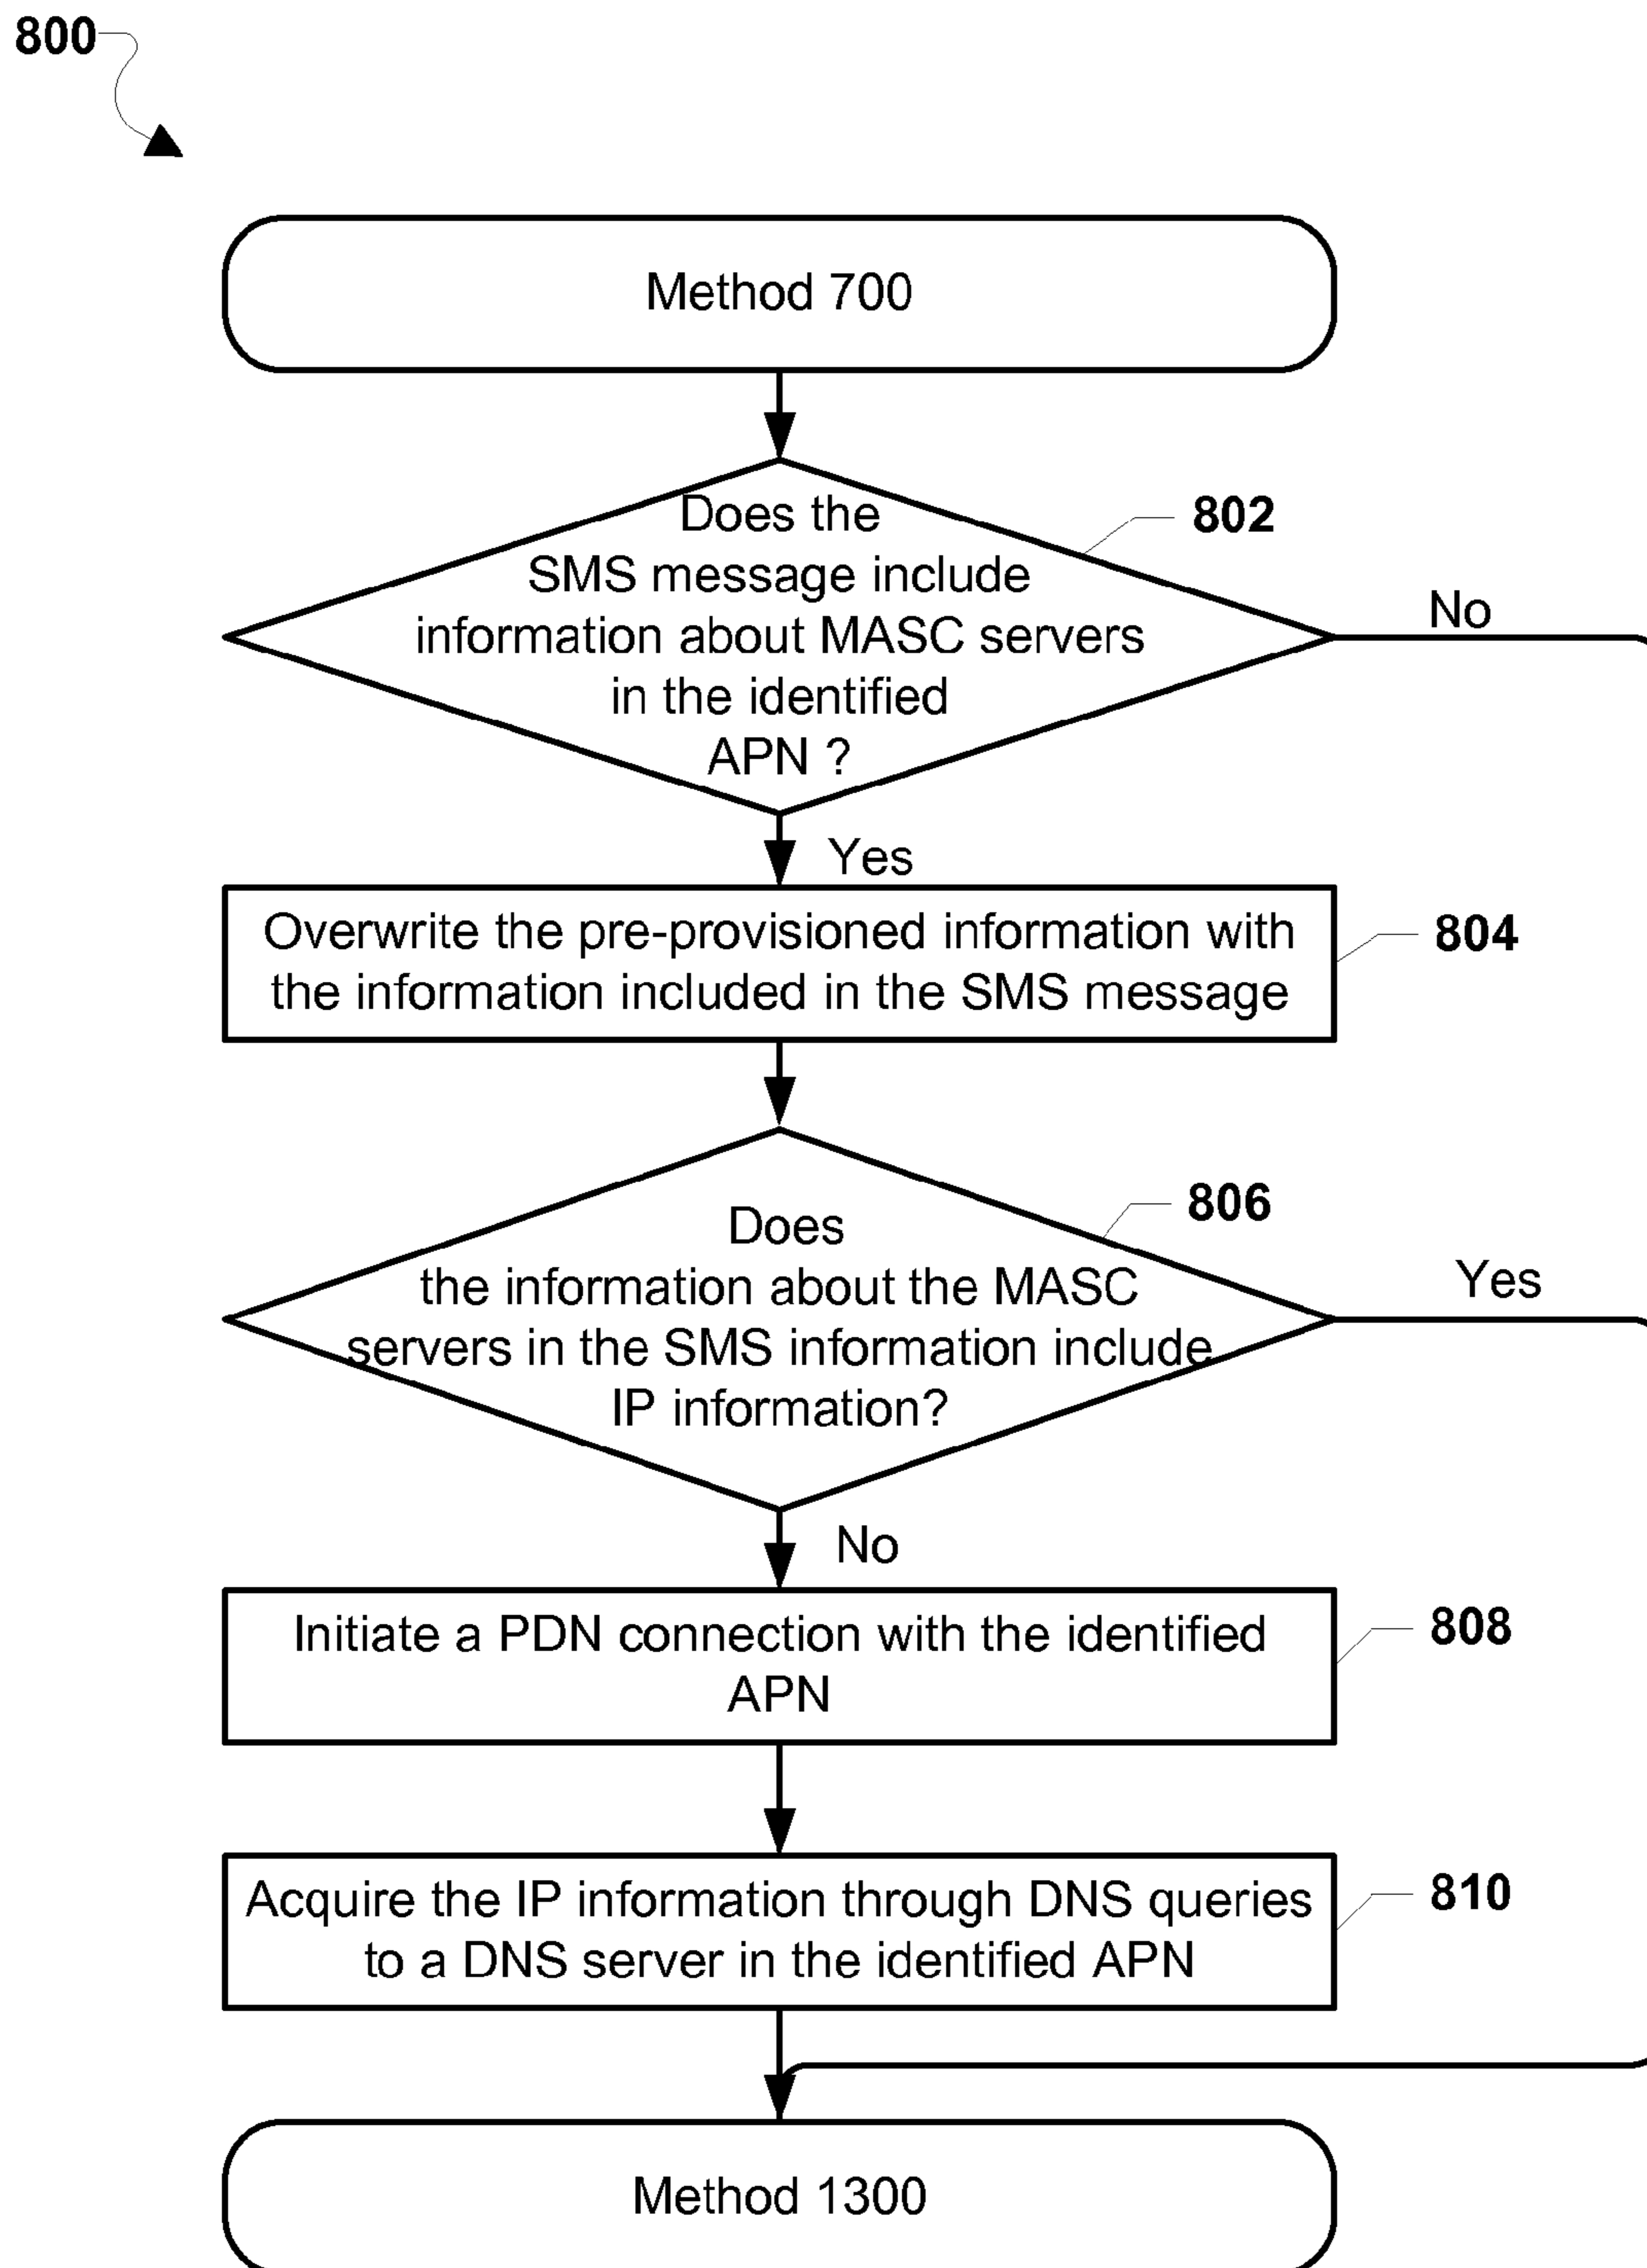 800
Method 700
Does the
SMS message include
information about MASC servers
in the identified
APN ?
802
No
Yes
Overwrite the pre-provisioned information with
the information included in the SMS message
804
Does
the information about the MASC
servers in the SMS information include
IP information?
806
Yes
No
Initiate a PDN connection with the identified
APN
808
Acquire the IP information through DNS queries
to a DNS server in the identified APN
810
Method 1300